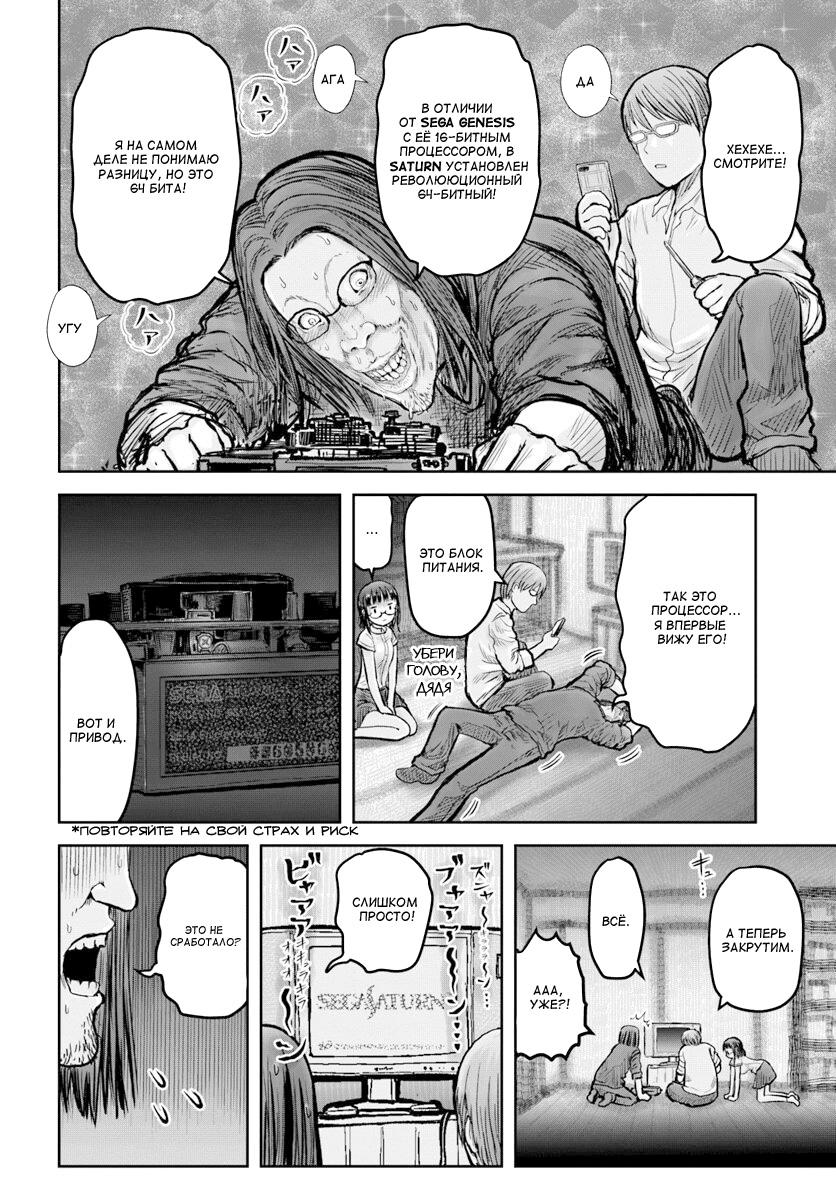 ХЕХЕХЕ...
СМОТРИТЕ!
ДА
В ОТЛИЧИИ
ОТ SEGA GENESIS
С ЕЁ 16-БИТНЫМ
ПРОЦЕССОРОМ, В
SATURN УСТАНОВЛЕН
РЕВОЛЮЮЦИОННЫЙ
64-БИТНЫЙ!
АГА
ハァ
ハァ
Я НА САМОМ
ДЕЛЕ НЕ ПОНИМАЮ
РАЗНИЦУ, НО ЭТО
64 БИТА!
ハァ
УГУ
ТАК ЭТО
ПРОЦЕССОР...
Я ВПЕРВЫЕ
ВИЖУ ЕГО!
ЭТО БЛОК
ПИТАНИЯ.
...
УБЕРИ
ГОЛОВУ,
ДЯДЯ
ВОТ И
ПРИВОД.
*ПОВТОРЯЙТЕ НА СВОЙ СТРАХ И РИСК
А ТЕПЕРЬ
ЗАКРУТИМ.
ВСЁ.
ААА,
УЖЕ?!
СЛИШКОМ
ПРОСТО!
SEGA SATURN
ЭТО НЕ
СРАБОТАЛО?